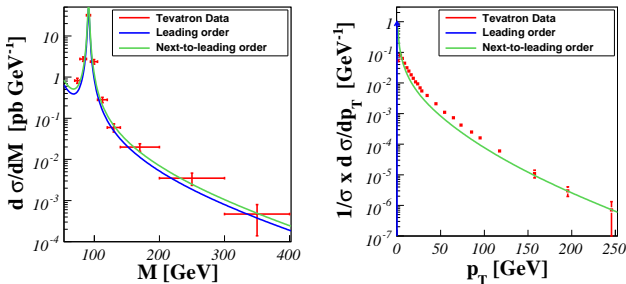 Tevatron Data
Leading order
Next-to-leading order
d σ/dM [pb GeV⁻¹]
10
1
10⁻¹
10⁻²
10⁻³
10⁻⁴
100 200 300 400
M [GeV]
Tevatron Data
Leading order
Next-to-leading order
1/σ x d σ/dp_T [GeV⁻¹]
1
10⁻¹
10⁻²
10⁻³
10⁻⁴
10⁻⁵
10⁻⁶
10⁻⁷
0 50 100 150 200 250
p_T [GeV]